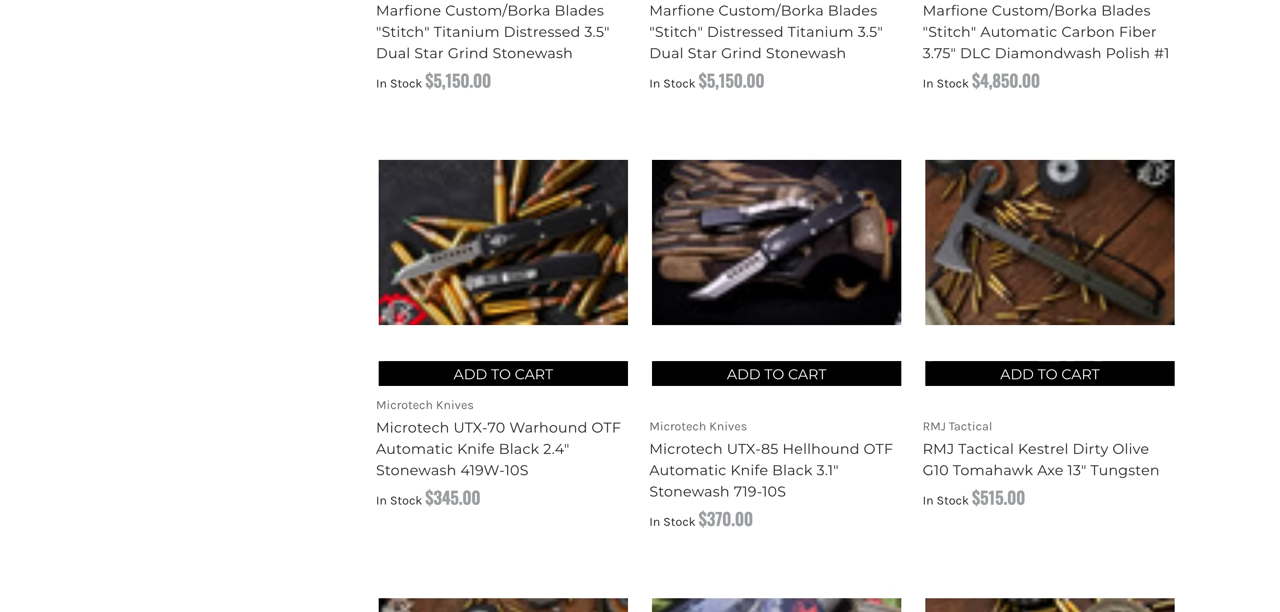 Marfione Custom/Borka Blades
"Stitch" Titanium Distressed 3.5"
Dual Star Grind Stonewash
In Stock $5,150.00
Marfione Custom/Borka Blades
"Stitch" Distressed Titanium 3.5"
Dual Star Grind Stonewash
In Stock $5,150.00
Marfione Custom/Borka Blades
"Stitch" Automatic Carbon Fiber
3.75" DLC Diamondwash Polish #1
In Stock $4,850.00
ADD TO CART
Microtech Knives
Microtech UTX-70 Warhound OTF
Automatic Knife Black 2.4"
Stonewash 419W-10S
In Stock $345.00
ADD TO CART
Microtech Knives
Microtech UTX-85 Hellhound OTF
Automatic Knife Black 3.1"
Stonewash 719-10S
In Stock $370.00
ADD TO CART
RMJ Tactical
RMJ Tactical Kestrel Dirty Olive
G10 Tomahawk Axe 13" Tungsten
In Stock $515.00